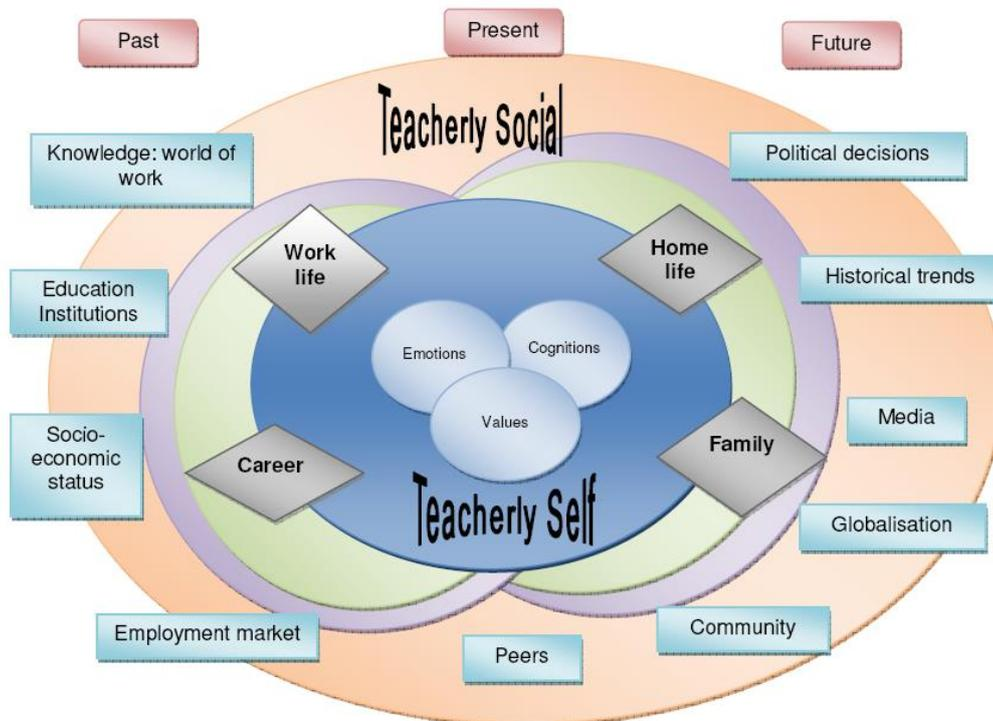 Past
Present
Future
Teacherly Social
Knowledge: world of
work
Political decisions
Work
life
Home
life
Education
Institutions
Historical trends
Emotions
Cognitions
Values
Socio-
economic
status
Media
Career
Family
Teacherly Self
Globalisation
Employment market
Peers
Community